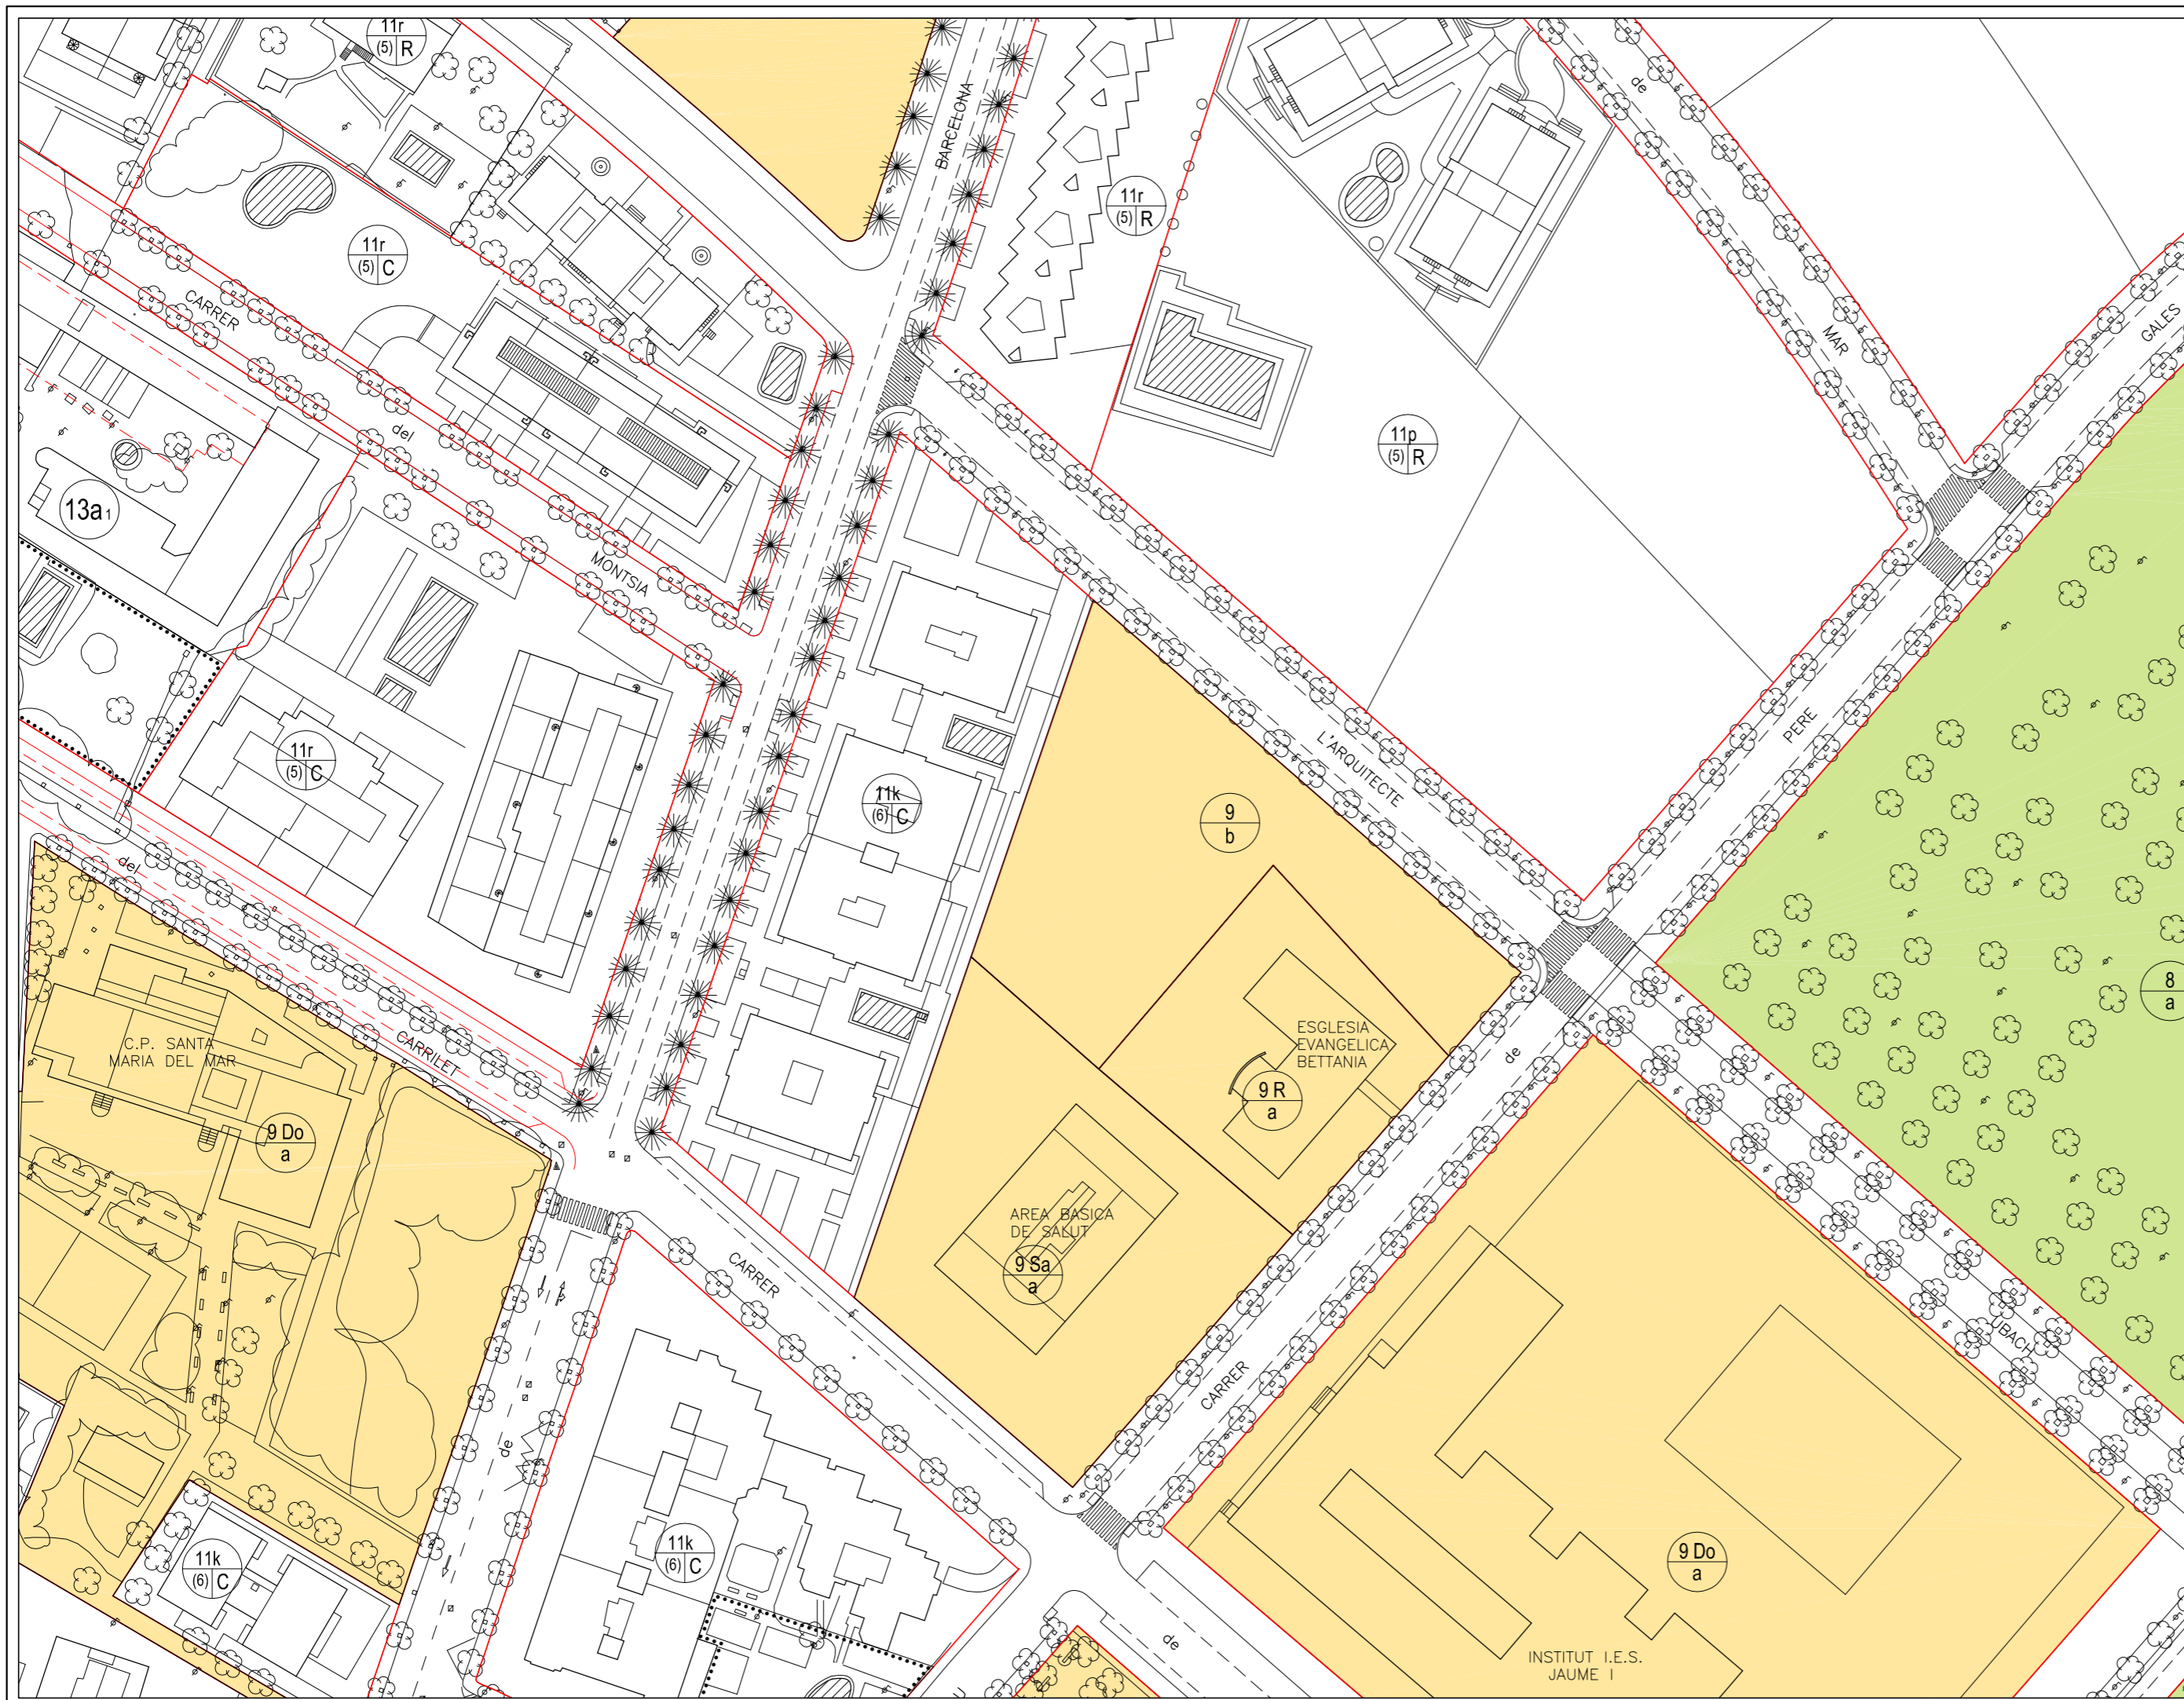 11r
(5) R
BARCELONA
de
11r
(5) R
11r
(5) C
CARRER
MAR
GALES
del
11p
(5) R
13a1
MONTSIA
PERE
L'ARQUITECTE
11r
(5) C
11k
(6) C
9
b
del
8
a
CARRILET
C.P. SANTA
MARIA DEL MAR
ESGLESIA
EVANGELICA
BETTANIA
de
9 R
a
9 Do
a
AREA BASICA
DE SALUT
9 Sa
a
CARRER
UBACH
CARRER
de
11k
(6) C
11k
(6) C
9 Do
a
de
INSTITUT I.E.S.
JAUME I